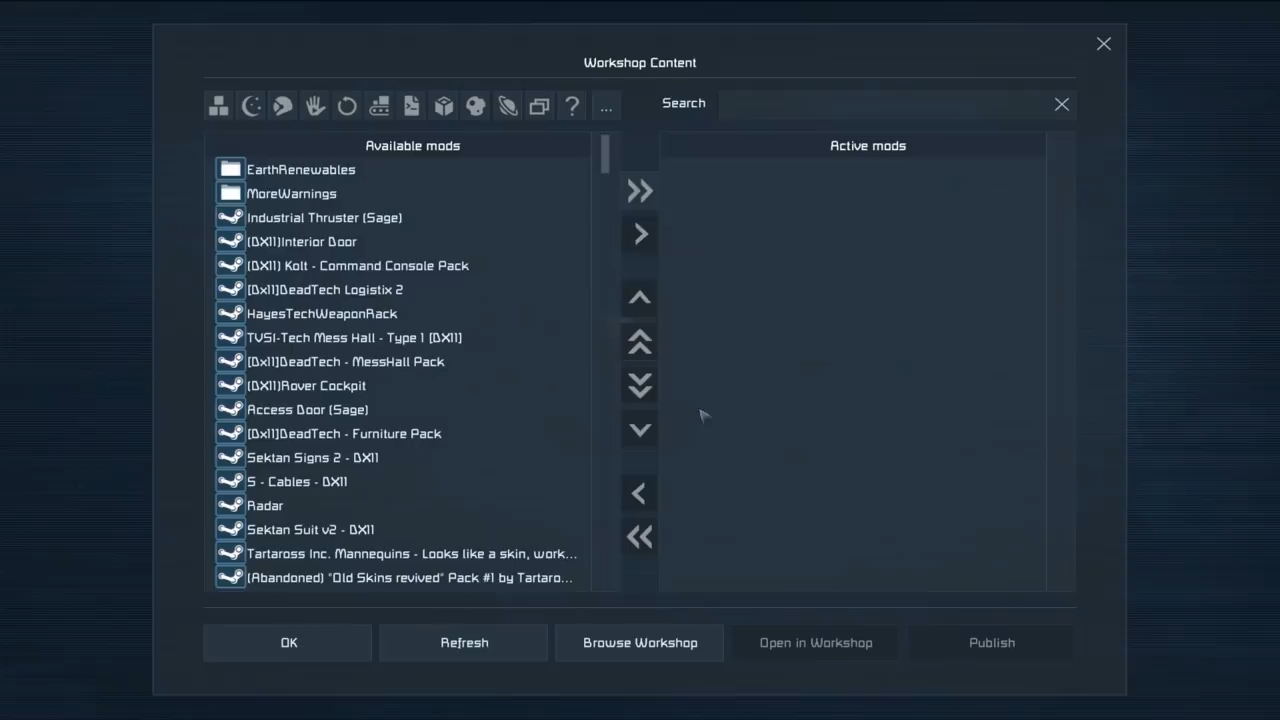 Workshop Content
? ... Search
Available mods
Active mods
EarthRenewables
MoreWarnings
Industrial Thruster (Sage)
(DX11)Interior Door
(DX11) Kolt - Command Console Pack
[Dx11]DeadTech Logistix 2
HayesTechWeaponRack
TVSI-Tech Mess Hall - Type 1 [DX11]
[Dx11]DeadTech - MessHall Pack
(DX11)Rover Cockpit
Access Door (Sage)
[Dx11]DeadTech - Furniture Pack
Sektan Signs 2 - DX11
S - Cables - DX11
Radar
Sektan Suit v2 - DX11
Tartaross Inc. Mannequins - Looks like a skin, work...
(Abandoned) "Old Skins revived" Pack #1 by Tartaro...
OK
Refresh
Browse Workshop
Open in Workshop
Publish